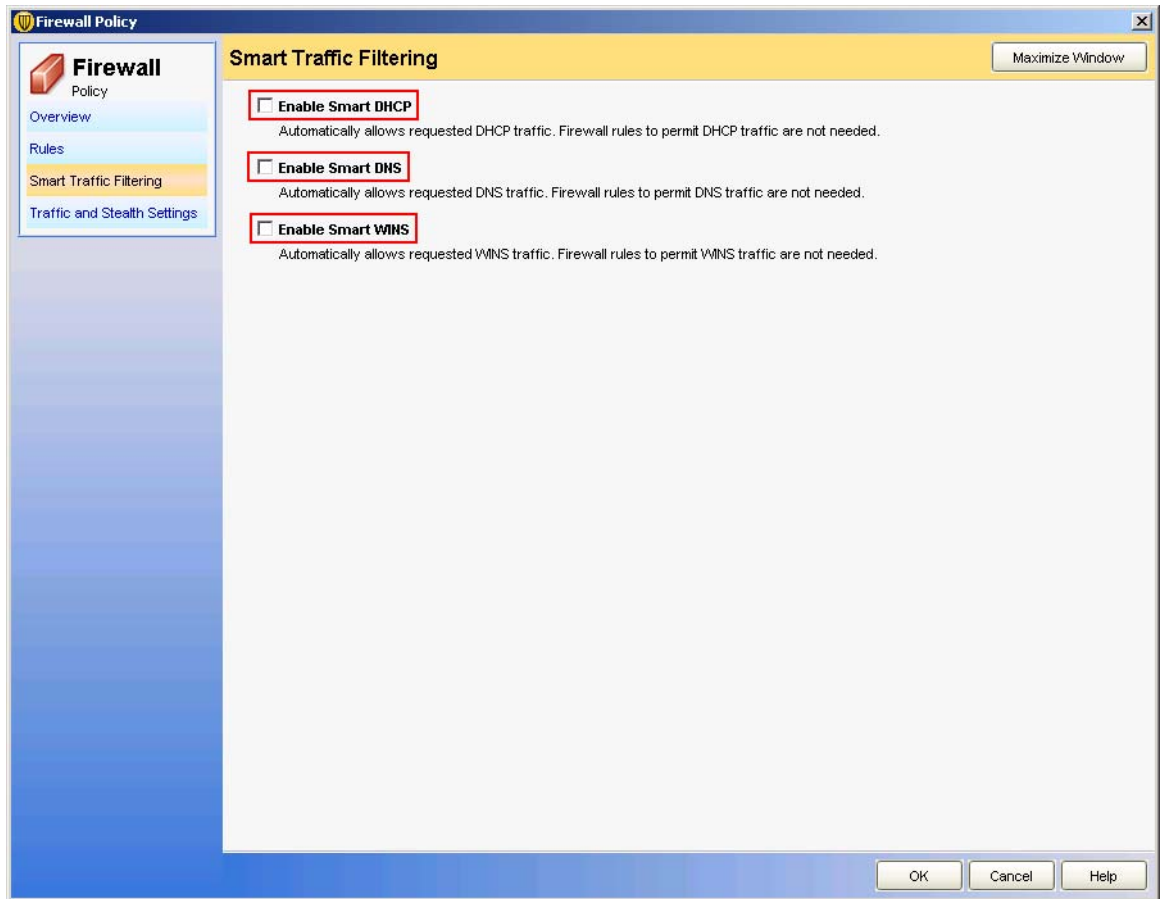 Firewall Policy
Firewall
Policy
Overview
Rules
Smart Traffic Filtering
Traffic and Stealth Settings
Smart Traffic Filtering
Maximize Window
Enable Smart DHCP
Automatically allows requested DHCP traffic. Firewall rules to permit DHCP traffic are not needed.
Enable Smart DNS
Automatically allows requested DNS traffic. Firewall rules to permit DNS traffic are not needed.
Enable Smart WINS
Automatically allows requested WINS traffic. Firewall rules to permit WINS traffic are not needed.
OK
Cancel
Help